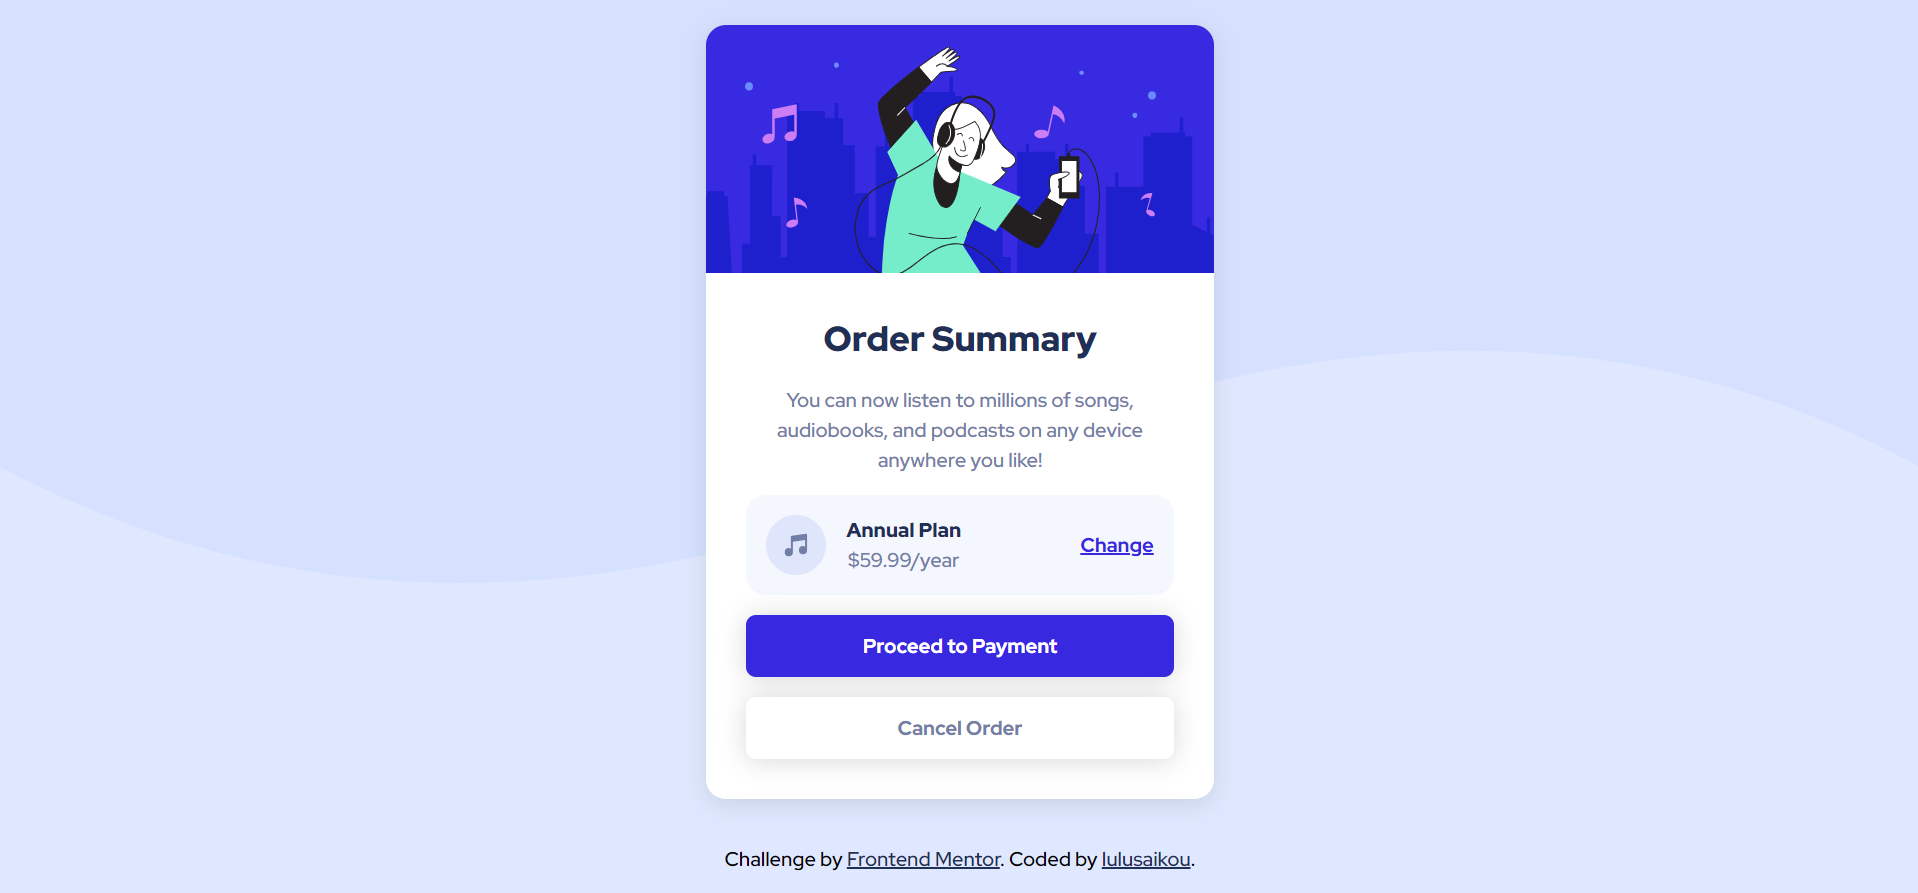 Order Summary
You can now listen to millions of songs,
audiobooks, and podcasts on any device
anywhere you like!
Annual Plan
$59.99/year
Change
Proceed to Payment
Cancel Order
Challenge by Frontend Mentor. Coded by lulusaikou.